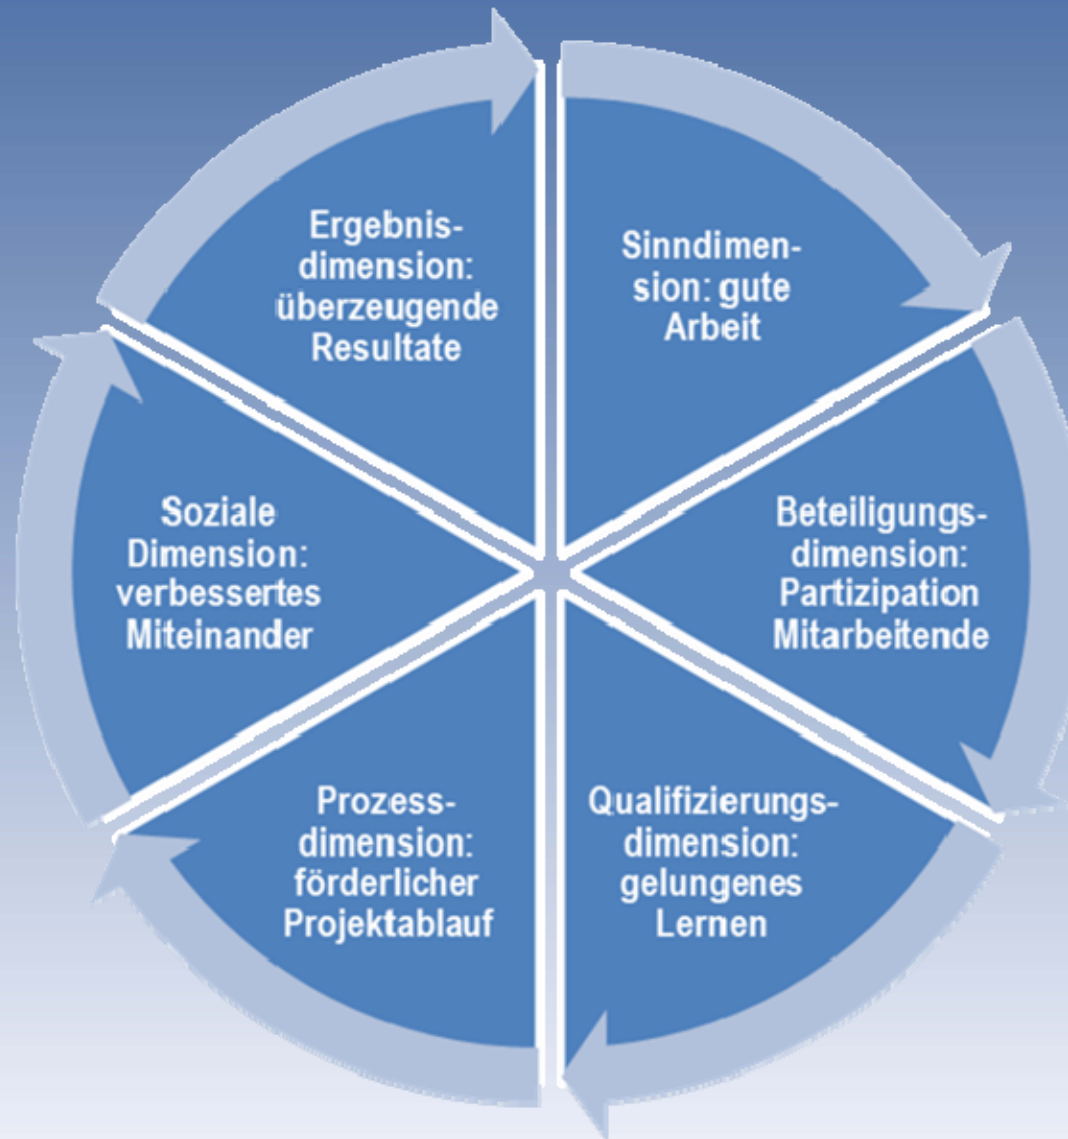 Ergebnis-
dimension:
überzeugende
Resultate
Sinndimen-
sion: gute
Arbeit
Soziale
Dimension:
verbessertes
Miteinander
Beteiligungs-
dimension:
Partizipation
Mitarbeitende
Prozess-
dimension:
förderlicher
Projektablauf
Qualifizierungs-
dimension:
gelungenes
Lernen